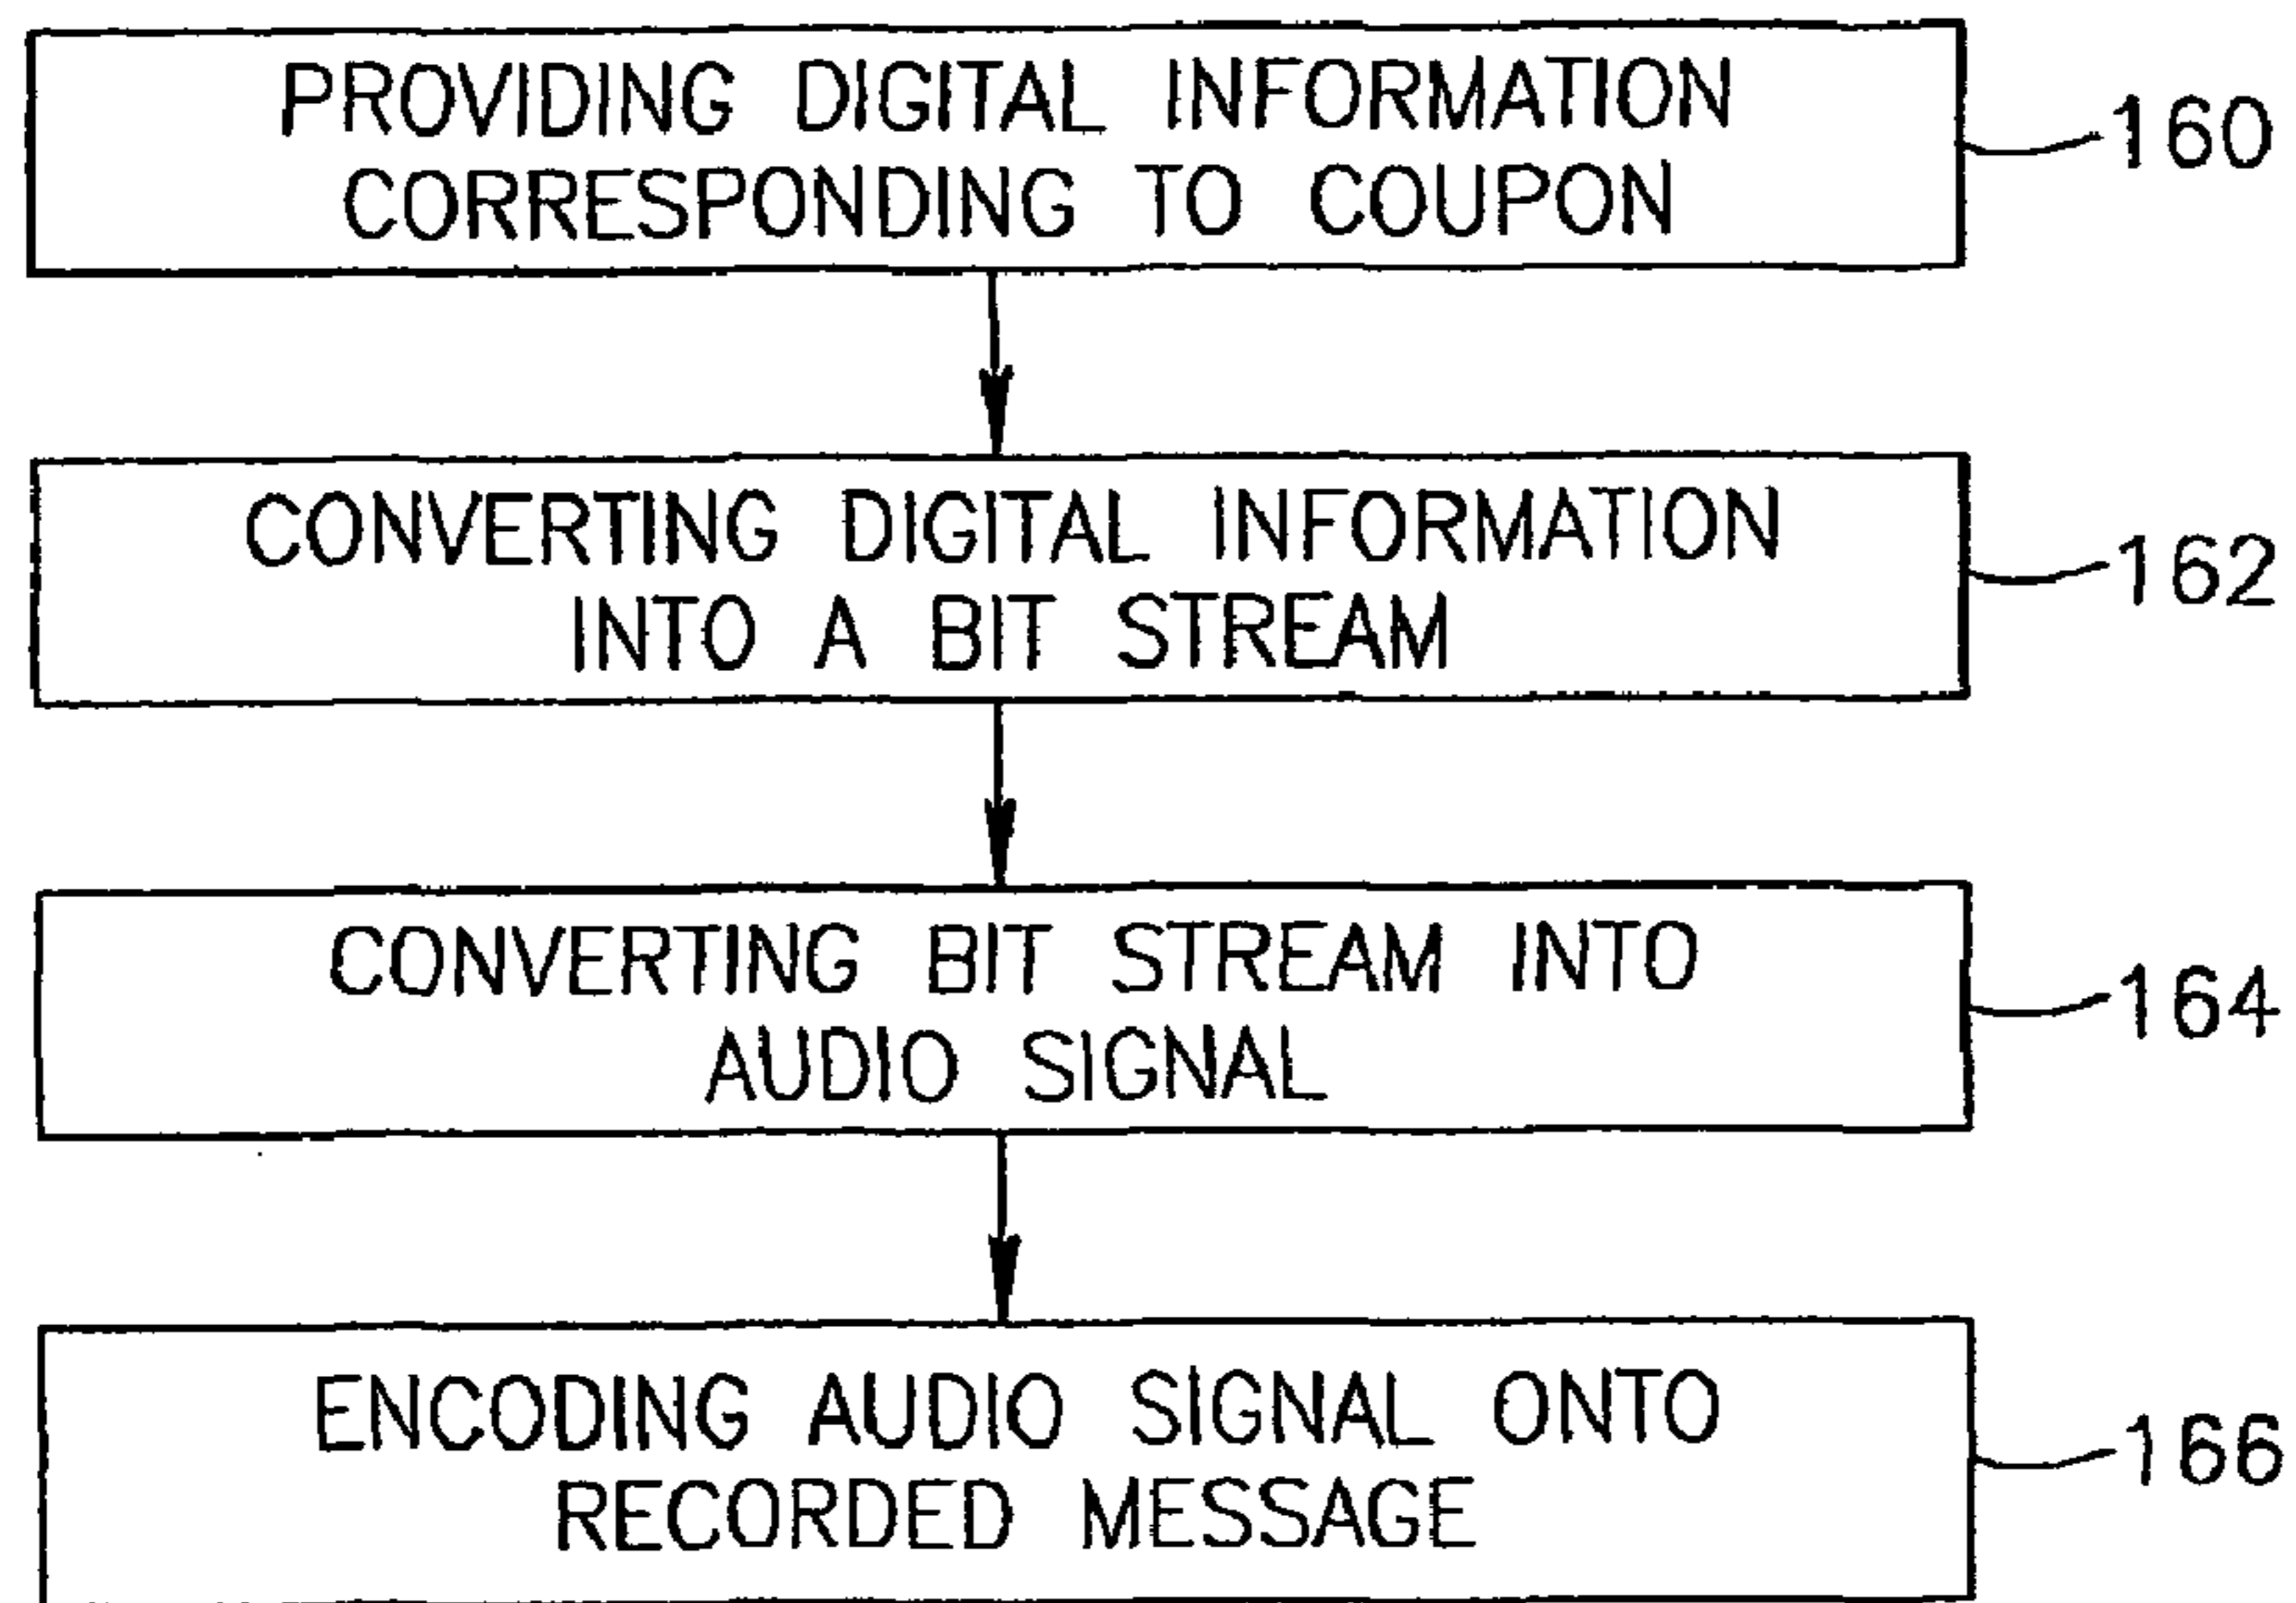 PROVIDING DIGITAL INFORMATION
CORRESPONDING TO COUPON
160
CONVERTING DIGITAL INFORMATION
INTO A BIT STREAM
162
CONVERTING BIT STREAM INTO
AUDIO SIGNAL
164
ENCODING AUDIO SIGNAL ONTO
RECORDED MESSAGE
166